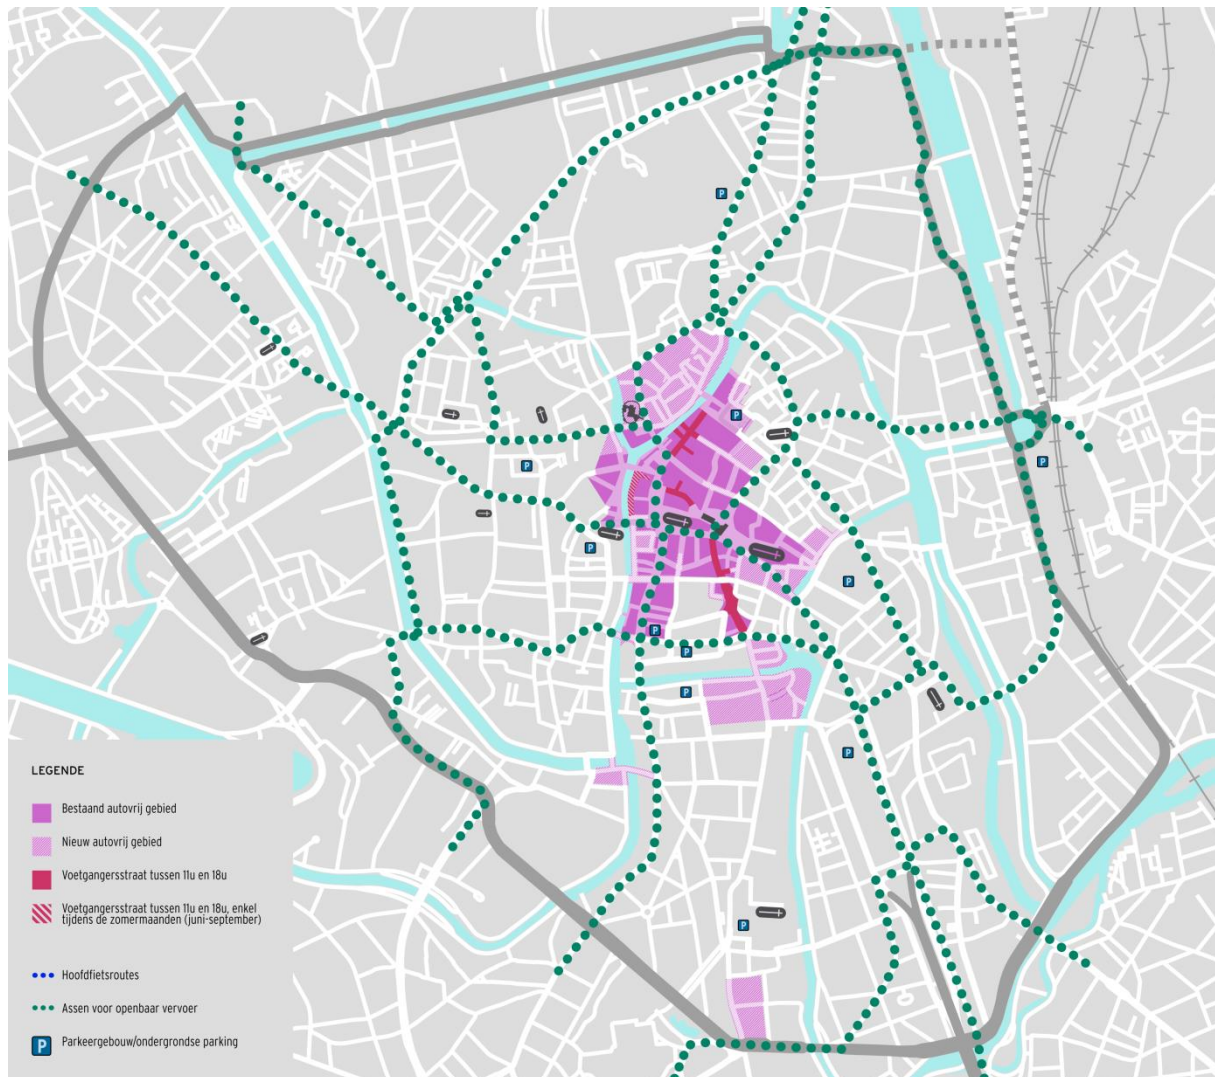 P
P
P
P
P
P
P
P
P
P
P
P
LEGENDE
Bestaand autovrij gebied
Nieuw autovrij gebied
Voetgangersstraat tussen 11u en 18u
Voetgangersstraat tussen 11u en 18u, enkel
tijdens de zomermaanden (juni-september)
Hoofdfietsroutes
Assen voor openbaar vervoer
P Parkeergebouw/ondergrondse parking